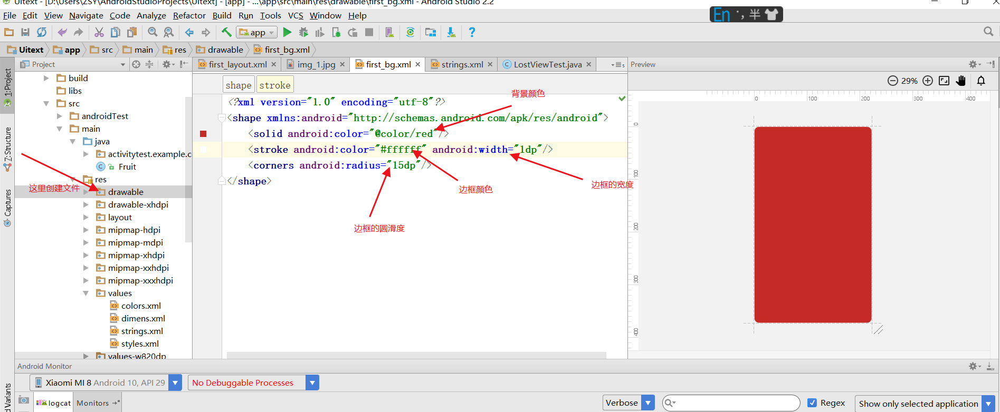 Uitext - [D:\Users\ZSY\AndroidStudioProjects\Uitext] - [app] - ...\app\src\main\res\drawable\first_bg.xml - Android Studio 2.2
File Edit View Navigate Code Analyze Refactor Build Run Tools VCS Window Help
En 半
app
Uitext app src main res drawable first_bg.xml
Project
first_layout.xml img_1.jpg first_bg.xml strings.xml LostViewTest.java
5
Preview
1: Project
Z: Structure
Captures
d Variants
build
libs
src
androidTest
main
java
activitytest.example.c
Fruit
res
这里创建文件
drawable
drawable-xhdpi
layout
mipmap-hdpi
mipmap-mdpi
mipmap-xhdpi
mipmap-xxhdpi
mipmap-xxxhdpi
values
colors.xml
dimens.xml
strings.xml
styles.xml
values-w820dp
shape stroke
背景颜色
<?xml version="1.0" encoding="utf-8"?>
<shape xmlns:android="http://schemas.android.com/apk/res/android">
<solid android:color="@color/red"/>
<stroke android:color="#ffffff" android:width="1dp"/>
<corners android:radius="15dp"/>
</shape>
边框颜色
边框的宽度
边框的圆滑度
29%
0 100 200 300 400
0
100
200
300
400
Android Monitor
Xiaomi MI 8 Android 10, API 29
No Debuggable Processes
logcat Monitors
Verbose
Regex
Show only selected application